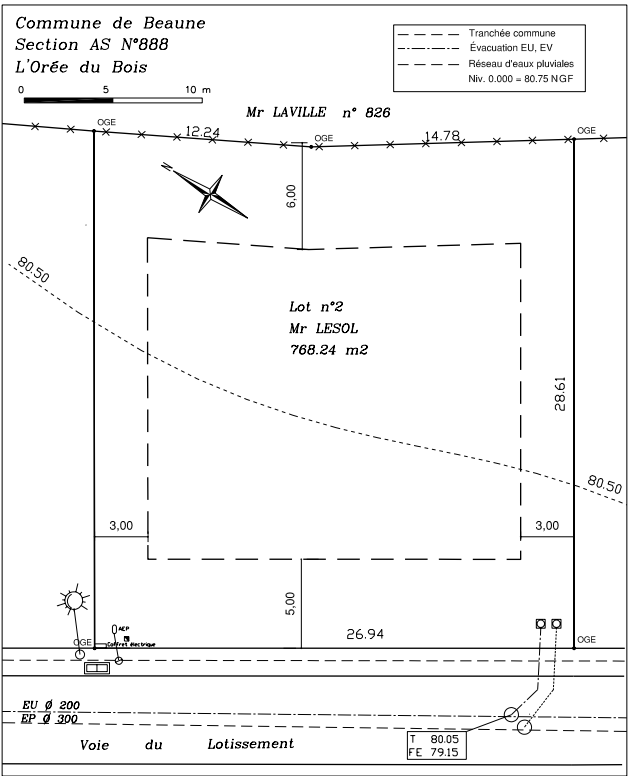 Commune de Beaune
Section AS N°888
L'Orée du Bois
0 5 10 m
Tranchée commune
Évacuation EU, EV
Réseau d'eaux pluviales
Niv. 0.000 = 80.75 NGF
Mr LAVILLE n° 826
OGE
12.24
OGE
14.78
OGE
N
6,00
80.50
Lot n°2
Mr LESOL
768.24 m2
28.61
80.50
3,00
3,00
5,00
AEP
OGE
Coffret électrique
26.94
OGE
EU Ø 200
EP Ø 300
Voie du Lotissement
T 80.05
FE 79.15